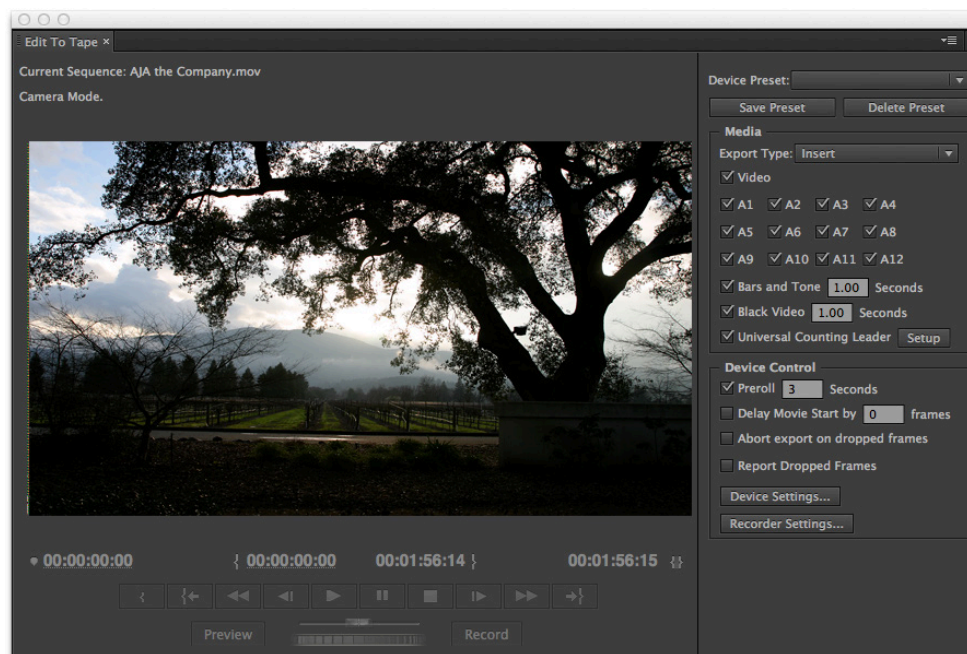 Edit To Tape ×
Current Sequence: AJA the Company.mov
Camera Mode.
00:00:00:00
{ 00:00:00:00
00:01:56:14 }
00:01:56:15
Preview
Record
Device Preset:
Save Preset
Delete Preset
Media
Export Type: Insert
Video
A1 A2 A3 A4
A5 A6 A7 A8
A9 A10 A11 A12
Bars and Tone 1.00 Seconds
Black Video 1.00 Seconds
Universal Counting Leader Setup
Device Control
Preroll 3 Seconds
Delay Movie Start by 0 frames
Abort export on dropped frames
Report Dropped Frames
Device Settings...
Recorder Settings...